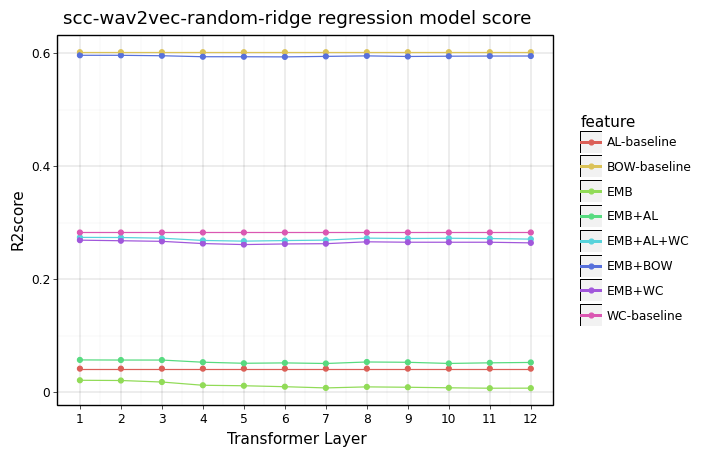 scc-wav2vec-random-ridge regression model score
R2score
0.6
0.4
0.2
0
1 2 3 4 5 6 7 8 9 10 11 12
Transformer Layer
feature
AL-baseline
BOW-baseline
EMB
EMB+AL
EMB+AL+WC
EMB+BOW
EMB+WC
WC-baseline